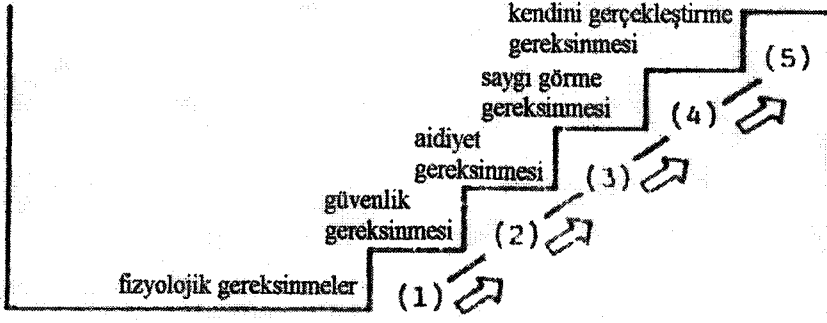 kendini gerçekleştirme
gereksinmesi
(5)
saygı görme
gereksinmesi
(4)
aidiyet
gereksinmesi
(3)
güvenlik
gereksinmesi
(2)
fizyolojik gereksinmeler
(1)